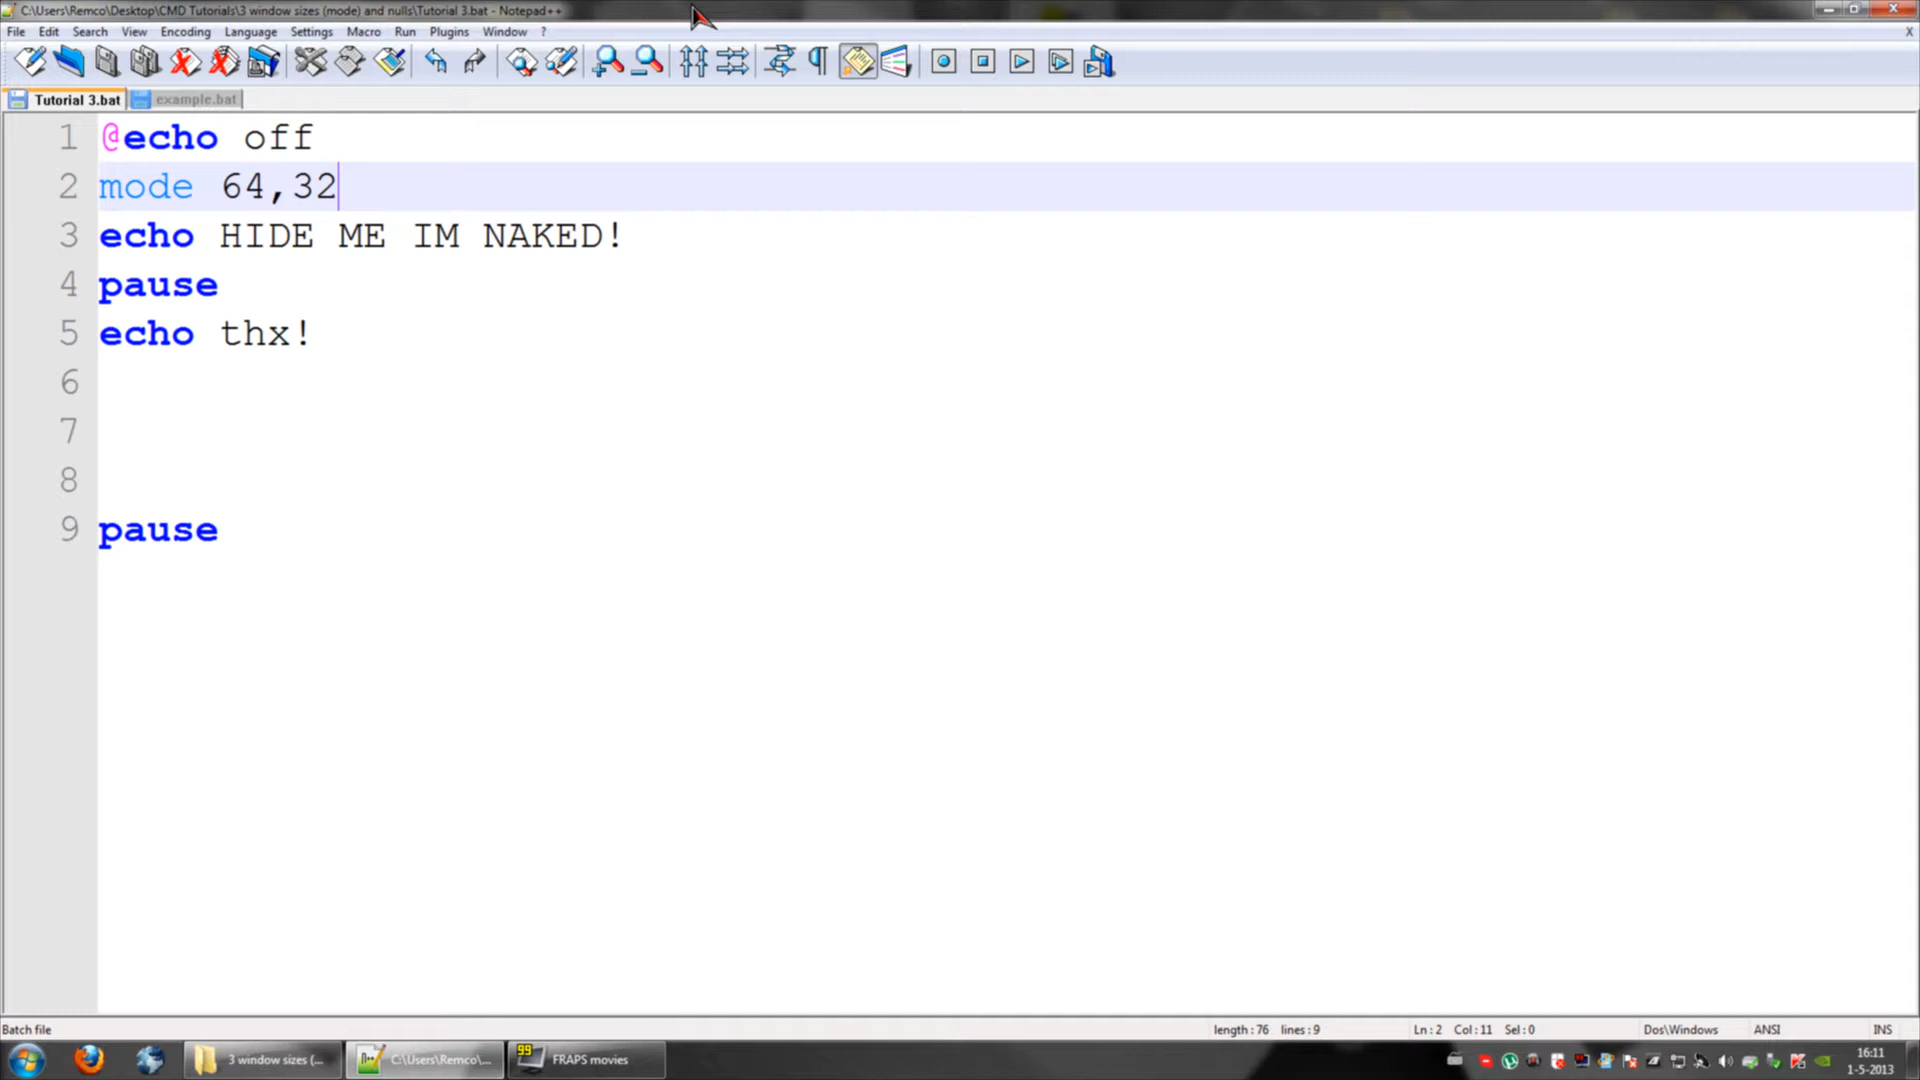 C:\Users\Remco\Desktop\CMD Tutorials\3 window sizes (mode) and nulls\Tutorial 3.bat - Notepad++
File Edit Search View Encoding Language Settings Macro Run Plugins Window ? X
Tutorial 3.bat example.bat
1 @echo off
2 mode 64,32
3 echo HIDE ME IM NAKED!
4 pause
5 echo thx!
6
7
8
9 pause
Batch file length : 76 lines : 9 Ln : 2 Col : 11 Sel : 0 Dos\Windows ANSI INS
3 window sizes (... C:\Users\Remco\... 99 FRAPS movies 16:11
1-5-2013